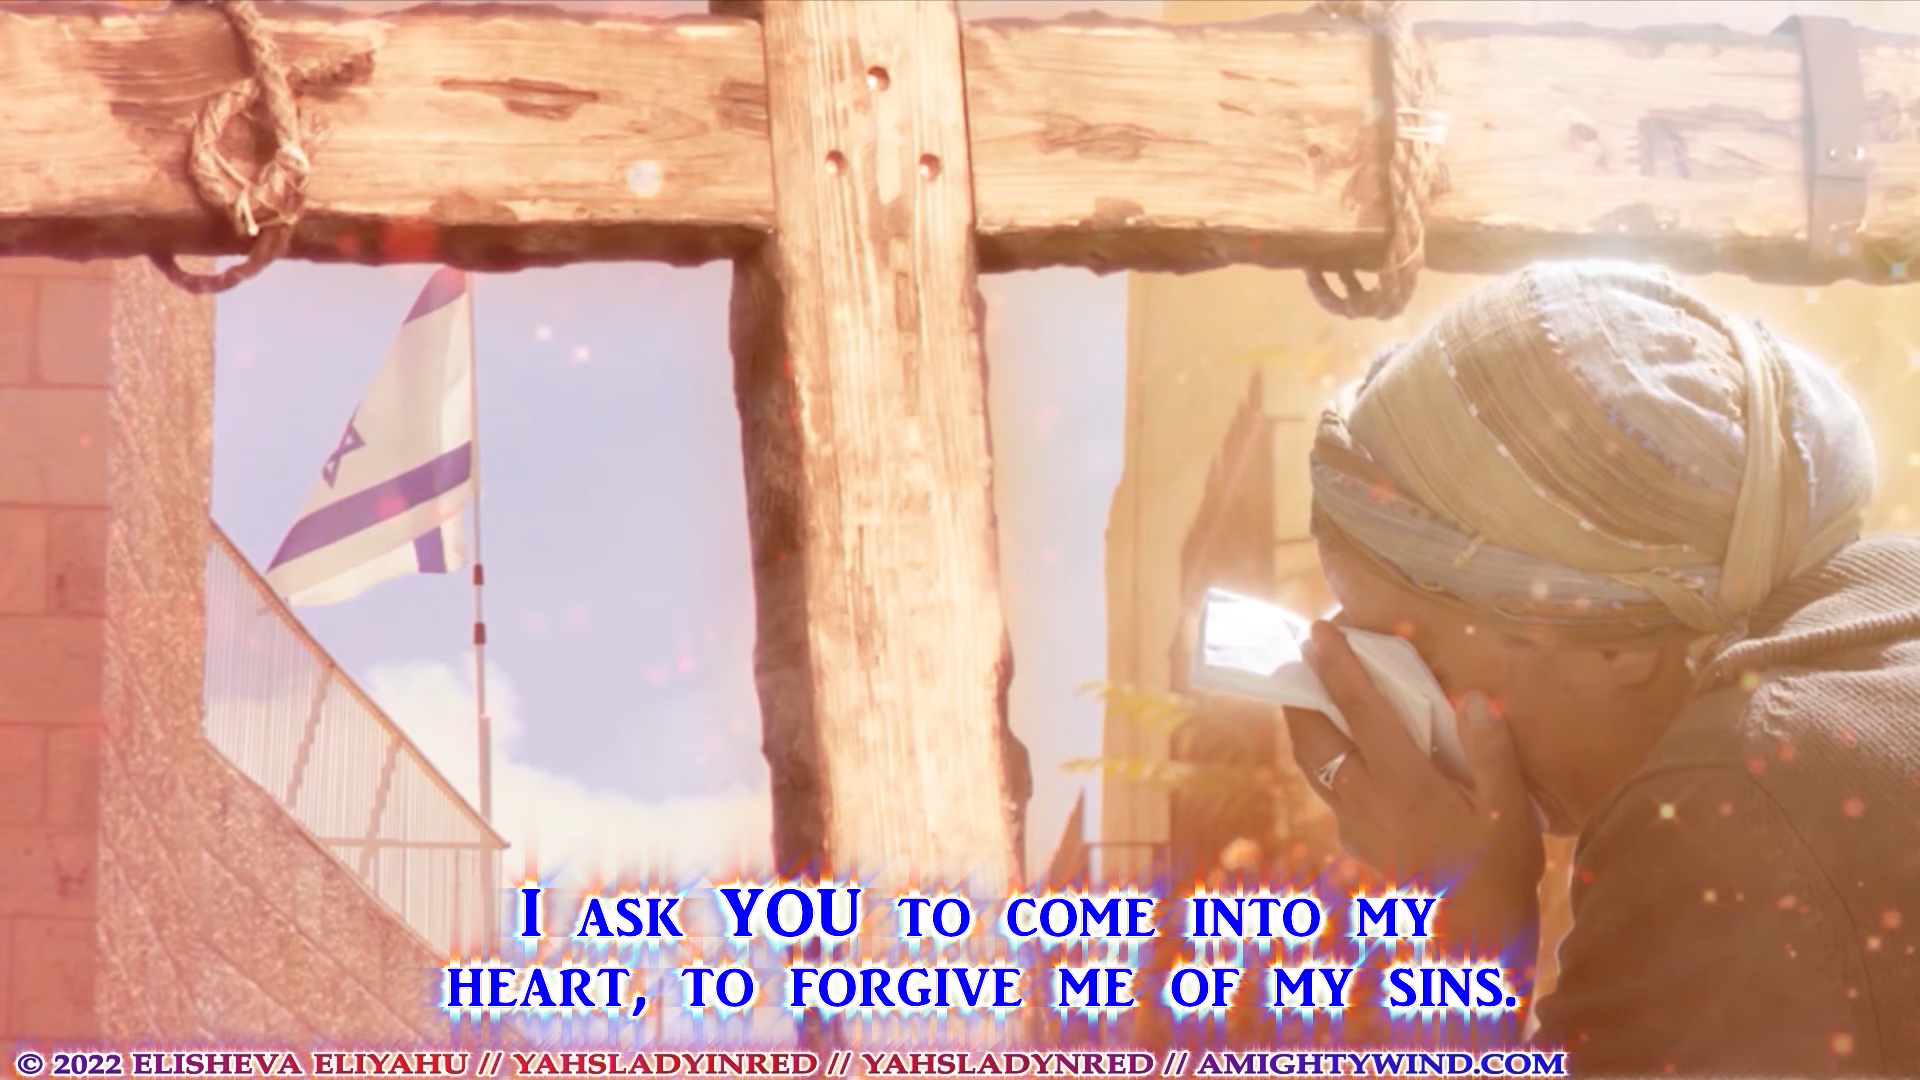 I ASK YOU TO COME INTO MY
HEART, TO FORGIVE ME OF MY SINS.
© 2022 ELISHEVA ELIYAHU // YAHSLADYINRED // YAHSLADYNRED // AMIGHTYWIND.COM